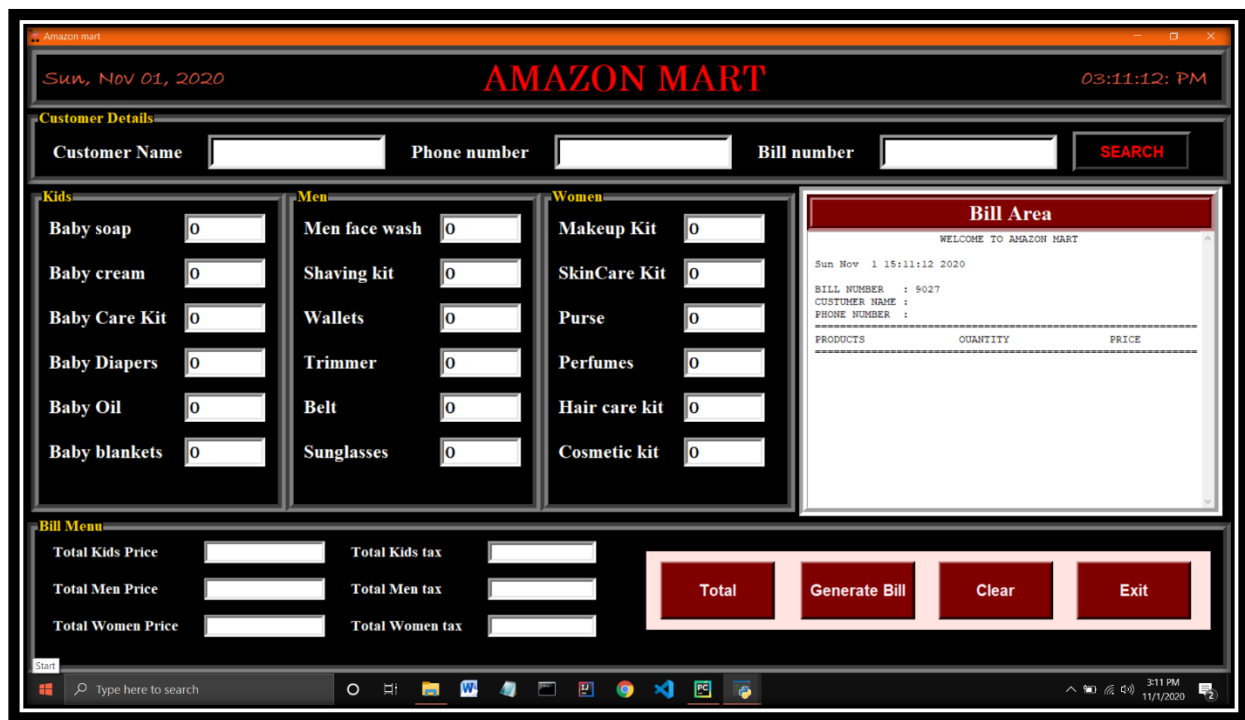 Amazon mart
Sun, Nov 01, 2020 AMAZON MART 03:11:12: PM
Customer Details
Customer Name Phone number Bill number SEARCH
Kids
Baby soap 0
Baby cream 0
Baby Care Kit 0
Baby Diapers 0
Baby Oil 0
Baby blankets 0
Men
Men face wash 0
Shaving kit 0
Wallets 0
Trimmer 0
Belt 0
Sunglasses 0
Women
Makeup Kit 0
SkinCare Kit 0
Purse 0
Perfumes 0
Hair care kit 0
Cosmetic kit 0
Bill Area
WELCOME TO AMAZON MART
Sun Nov 1 15:11:12 2020
BILL NUMBER : 9027
CUSTUMER NAME :
PHONE NUMBER :
=============================================================
PRODUCTS QUANTITY PRICE
=============================================================
Bill Menu
Total Kids Price Total Kids tax
Total Men Price Total Men tax
Total Women Price Total Women tax
Total Generate Bill Clear Exit
Start
Type here to search
3:11 PM
11/1/2020
2